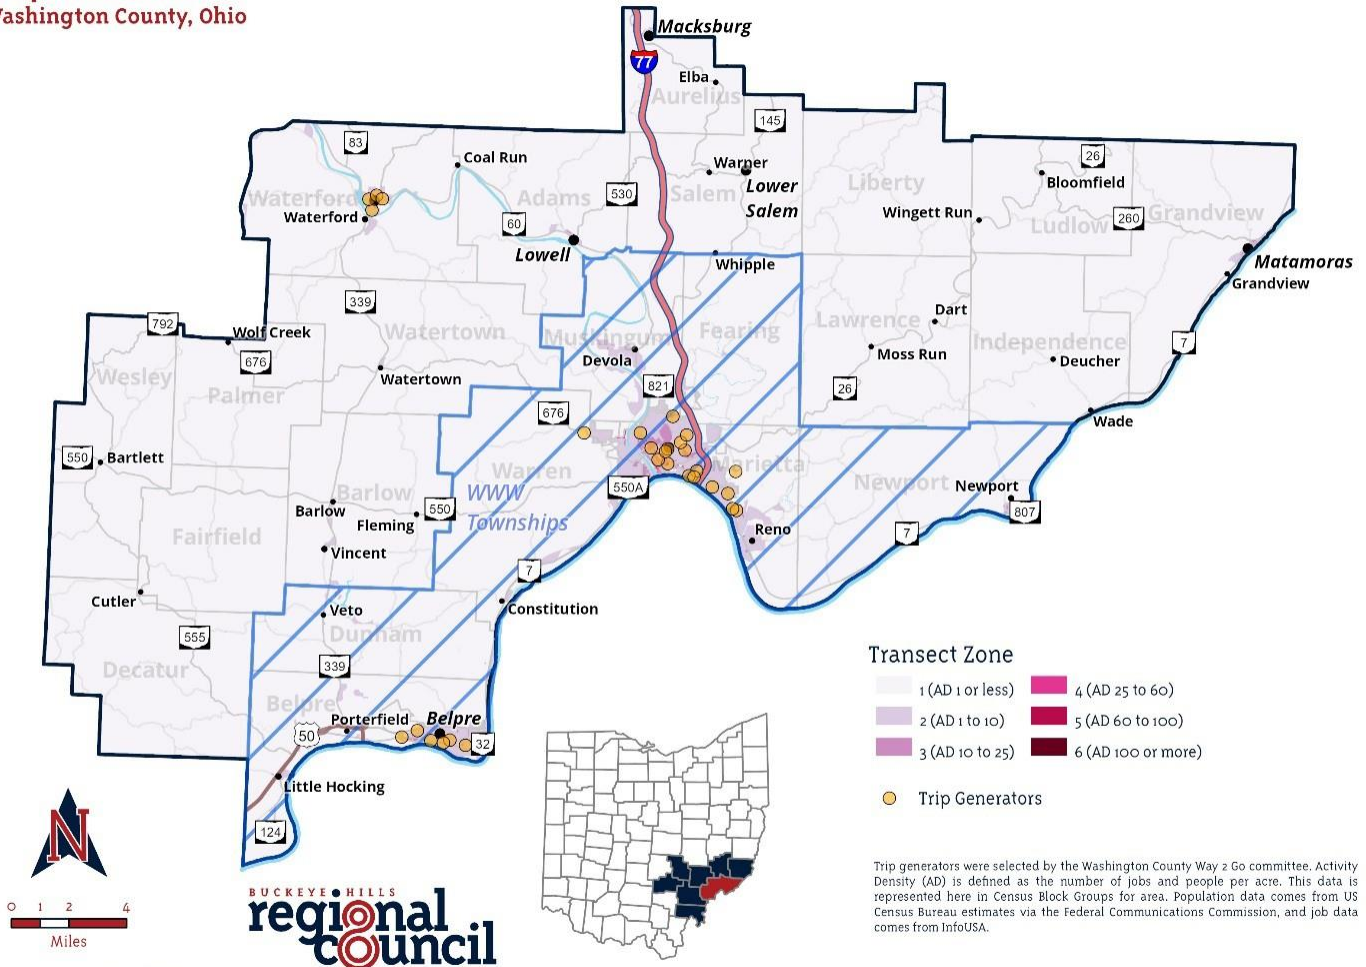 Washington County, Ohio
Macksburg
77
Elba
Aurelius
145
83
Coal Run
Warner
26
Bloomfield
Waterford
Adams
530
Salem
Lower
Salem
Liberty
Waterford
60
Wingett Run
Ludlow
260
Grandview
Lowell
Whipple
Matamoras
Grandview
339
792
Wolf Creek
676
Watertown
Muskingum
Fearing
Lawrence
Dart
Independence
7
Devola
Moss Run
Deucher
Wesley
Palmer
Watertown
821
26
676
Wade
550
Bartlett
Warren
Marietta
Barlow
WWW
Townships
550A
Newport
Newport
Barlow
Fleming
550
807
Fairfield
Vincent
Reno
7
7
Cutler
Veto
Constitution
555
Dunham
339
Decatur
Belpre
Porterfield
Belpre
50
32
Little Hocking
124
Transect Zone
1 (AD 1 or less)
4 (AD 25 to 60)
2 (AD 1 to 10)
5 (AD 60 to 100)
3 (AD 10 to 25)
6 (AD 100 or more)
Trip Generators
N
0 1 2 4
Miles
BUCKEYE HILLS
regional
council
Trip generators were selected by the Washington County Way 2 Go committee. Activity
Density (AD) is defined as the number of jobs and people per acre. This data is
represented here in Census Block Groups for area. Population data comes from US
Census Bureau estimates via the Federal Communications Commission, and job data
comes from InfoUSA.